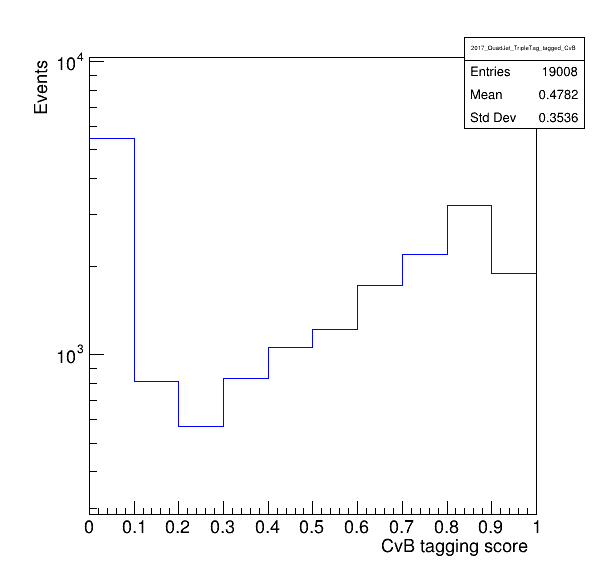 2017_QuadJet_TripleTag_tagged_CvB
Entries 19008
Mean 0.4782
Std Dev 0.3536
Events
10^4
10^3
0 0.1 0.2 0.3 0.4 0.5 0.6 0.7 0.8 0.9 1
CvB tagging score